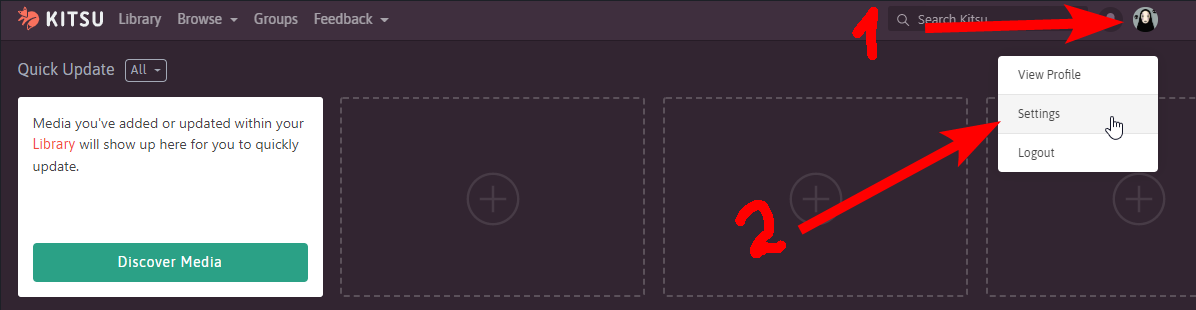 KITSU Library Browse Groups Feedback 1 Search Kitsu
Quick Update All
View Profile
Settings
Logout
Media you've added or updated within your
Library will show up here for you to quickly
update.
2
Discover Media